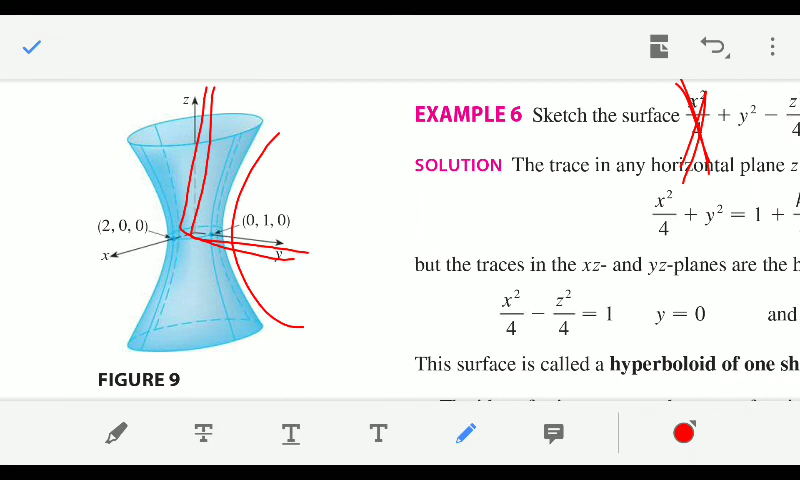 z
(2, 0, 0)
(0, 1, 0)
x
y
FIGURE 9
EXAMPLE 6 Sketch the surface x²/4 + y² − z/4
SOLUTION The trace in any horizontal plane z
x²/4 + y² = 1 +
but the traces in the xz- and yz-planes are the h
x²/4 − z²/4 = 1 y = 0 and
This surface is called a hyperboloid of one sh
T
T
T